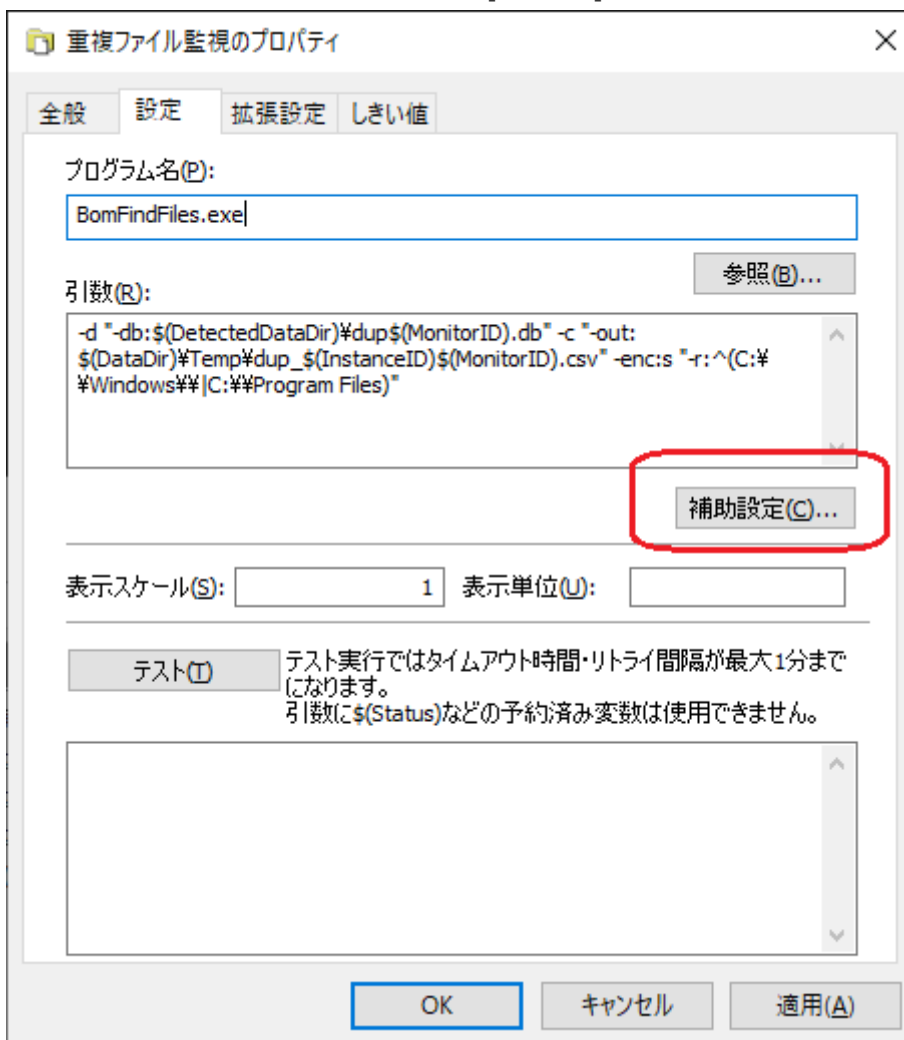 重複ファイル監視のプロパティ
全般 設定 拡張設定 しきい値
プログラム名(P):
BomFindFiles.exe
参照(B)...
引数(R):
-d "-db:$(DetectedDataDir)¥dup$(MonitorID).db" -c "-out:
$(DataDir)¥Temp¥dup_$(InstanceID)$(MonitorID).csv" -enc:s "-r:^(C:¥
¥Windows¥¥|C:¥¥Program Files)"
補助設定(C)...
表示スケール(S): 1 表示単位(U):
テスト(T)
テスト実行ではタイムアウト時間・リトライ間隔が最大1分まで
になります。
引数に$(Status)などの予約済み変数は使用できません。
OK キャンセル 適用(A)